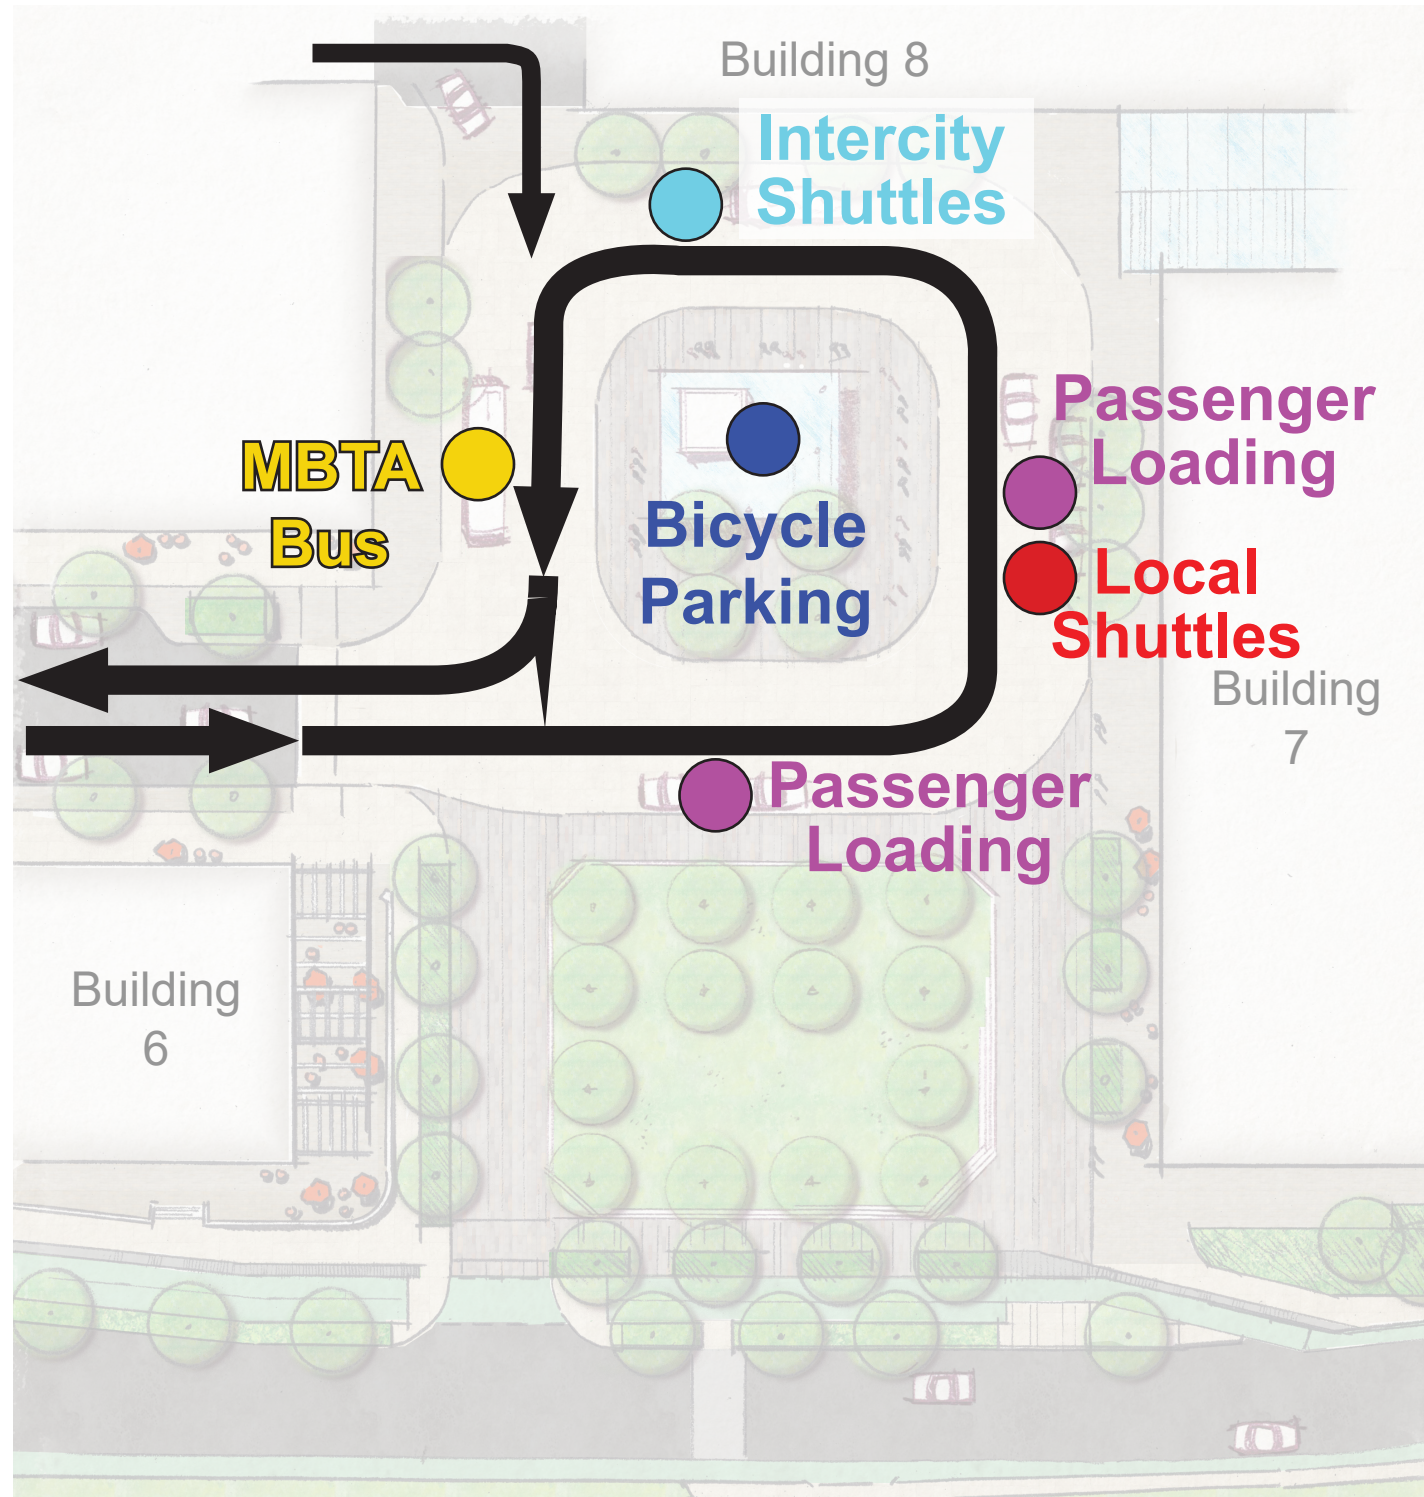 Building 8
Intercity
Shuttles
Passenger
Loading
MBTA
Bus
Bicycle
Parking
Local
Shuttles
Building
7
Passenger
Loading
Building
6